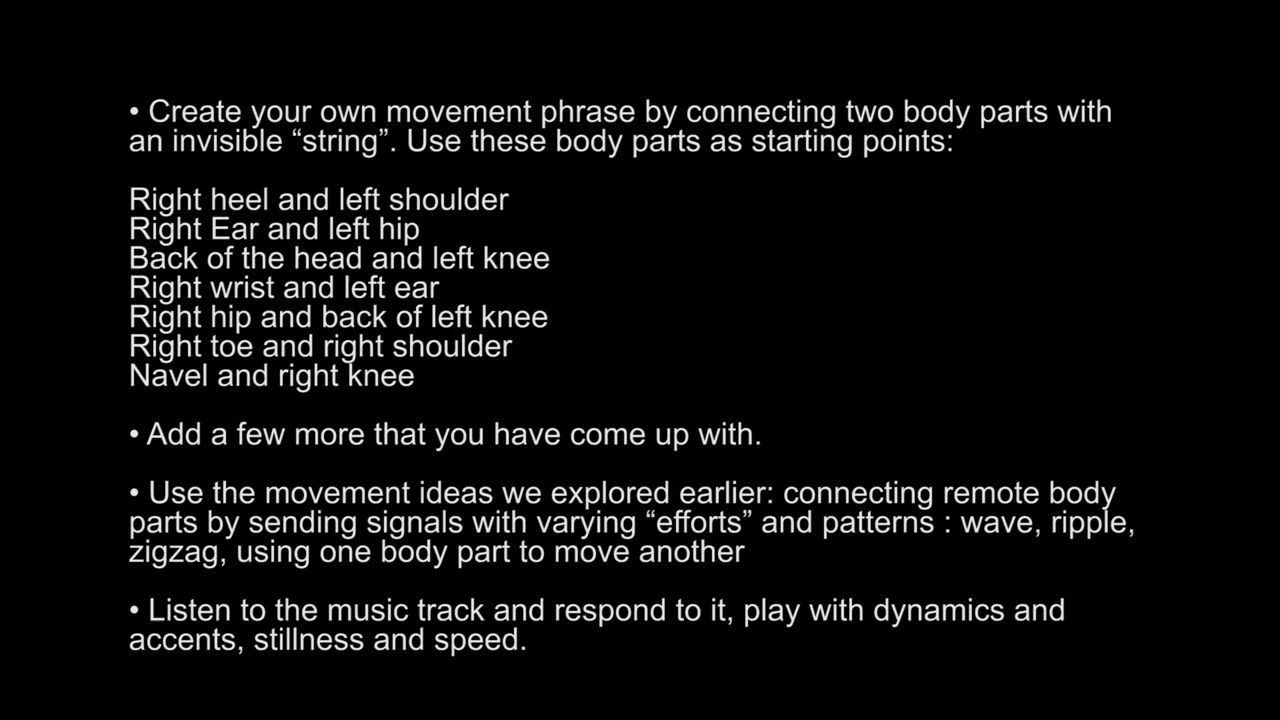 • Create your own movement phrase by connecting two body parts with
an invisible “string”. Use these body parts as starting points:
Right heel and left shoulder
Right Ear and left hip
Back of the head and left knee
Right wrist and left ear
Right hip and back of left knee
Right toe and right shoulder
Navel and right knee
• Add a few more that you have come up with.
• Use the movement ideas we explored earlier: connecting remote body
parts by sending signals with varying “efforts” and patterns : wave, ripple,
zigzag, using one body part to move another
• Listen to the music track and respond to it, play with dynamics and
accents, stillness and speed.